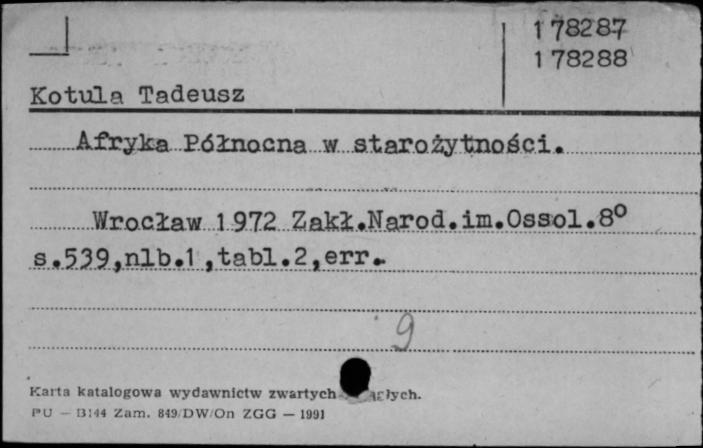 178287
178288
Kotula Tadeusz
Afryka Północna w starożytności.
Wrocław 1972 Zakł.Narod.im.Ossol.8°
s.539,nlb.1,tabl.2,err.
9
Karta katalogowa wydawnictw zwartych
PU — B144 Zam. 849/DW/On ZGG — 1991